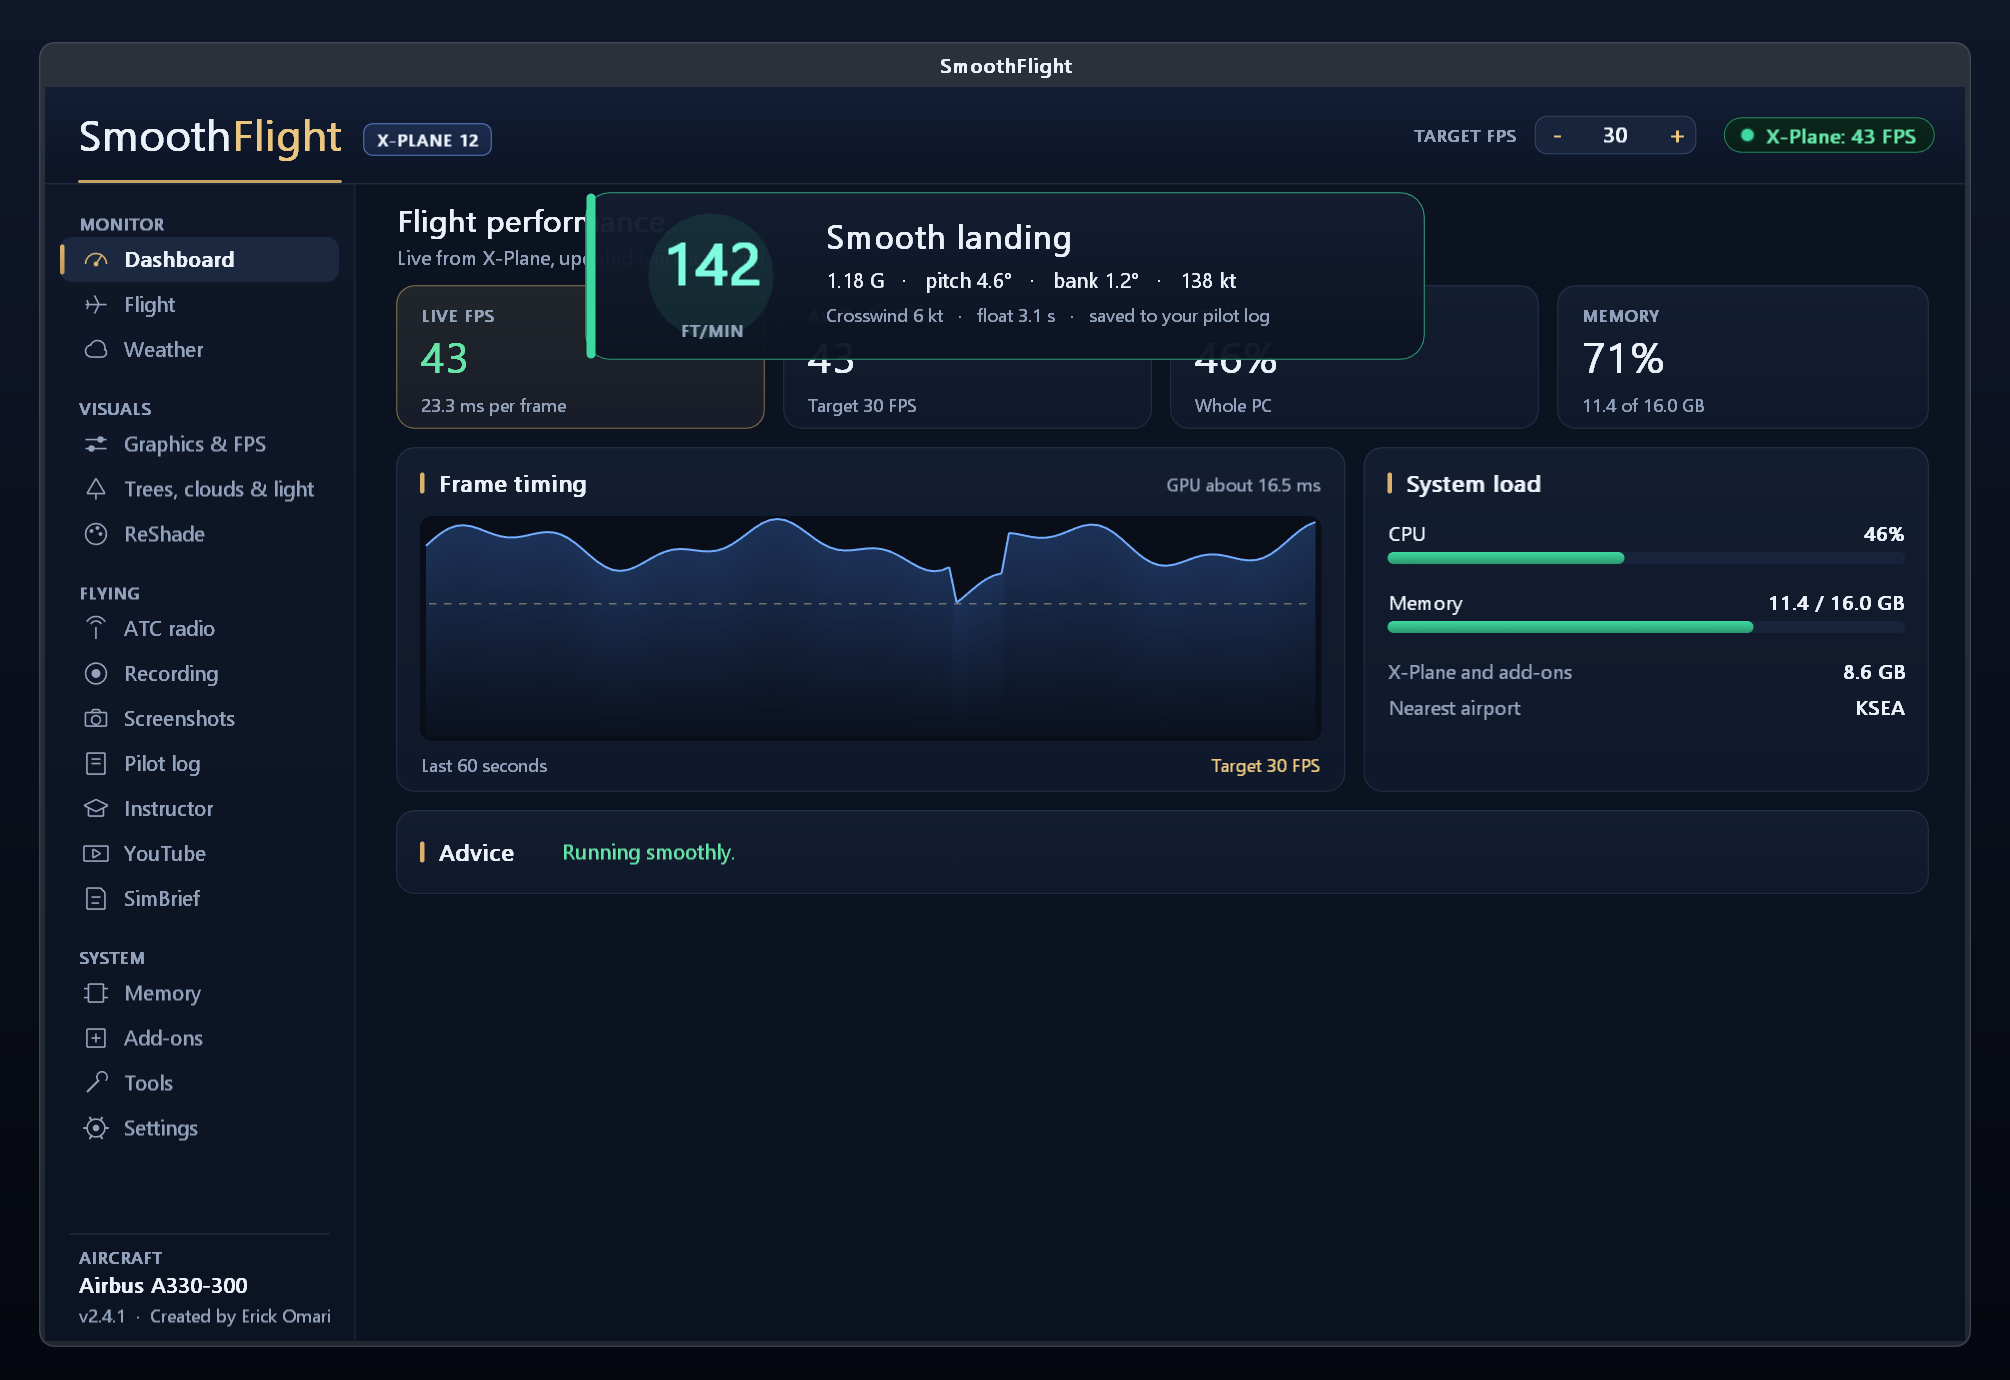 SmoothFlight
SmoothFlight X-PLANE 12
TARGET FPS - 30 + X-Plane: 43 FPS
MONITOR
Dashboard
Flight
Weather
VISUALS
Graphics & FPS
Trees, clouds & light
ReShade
FLYING
ATC radio
Recording
Screenshots
Pilot log
Instructor
YouTube
SimBrief
SYSTEM
Memory
Add-ons
Tools
Settings
AIRCRAFT
Airbus A330-300
v2.4.1 · Created by Erick Omari
Flight performance
Live from X-Plane, updated
142
FT/MIN
Smooth landing
1.18 G · pitch 4.6° · bank 1.2° · 138 kt
Crosswind 6 kt · float 3.1 s · saved to your pilot log
LIVE FPS
43
23.3 ms per frame
43
Target 30 FPS
46%
Whole PC
MEMORY
71%
11.4 of 16.0 GB
Frame timing
GPU about 16.5 ms
Last 60 seconds
Target 30 FPS
System load
CPU 46%
Memory 11.4 / 16.0 GB
X-Plane and add-ons 8.6 GB
Nearest airport KSEA
Advice Running smoothly.